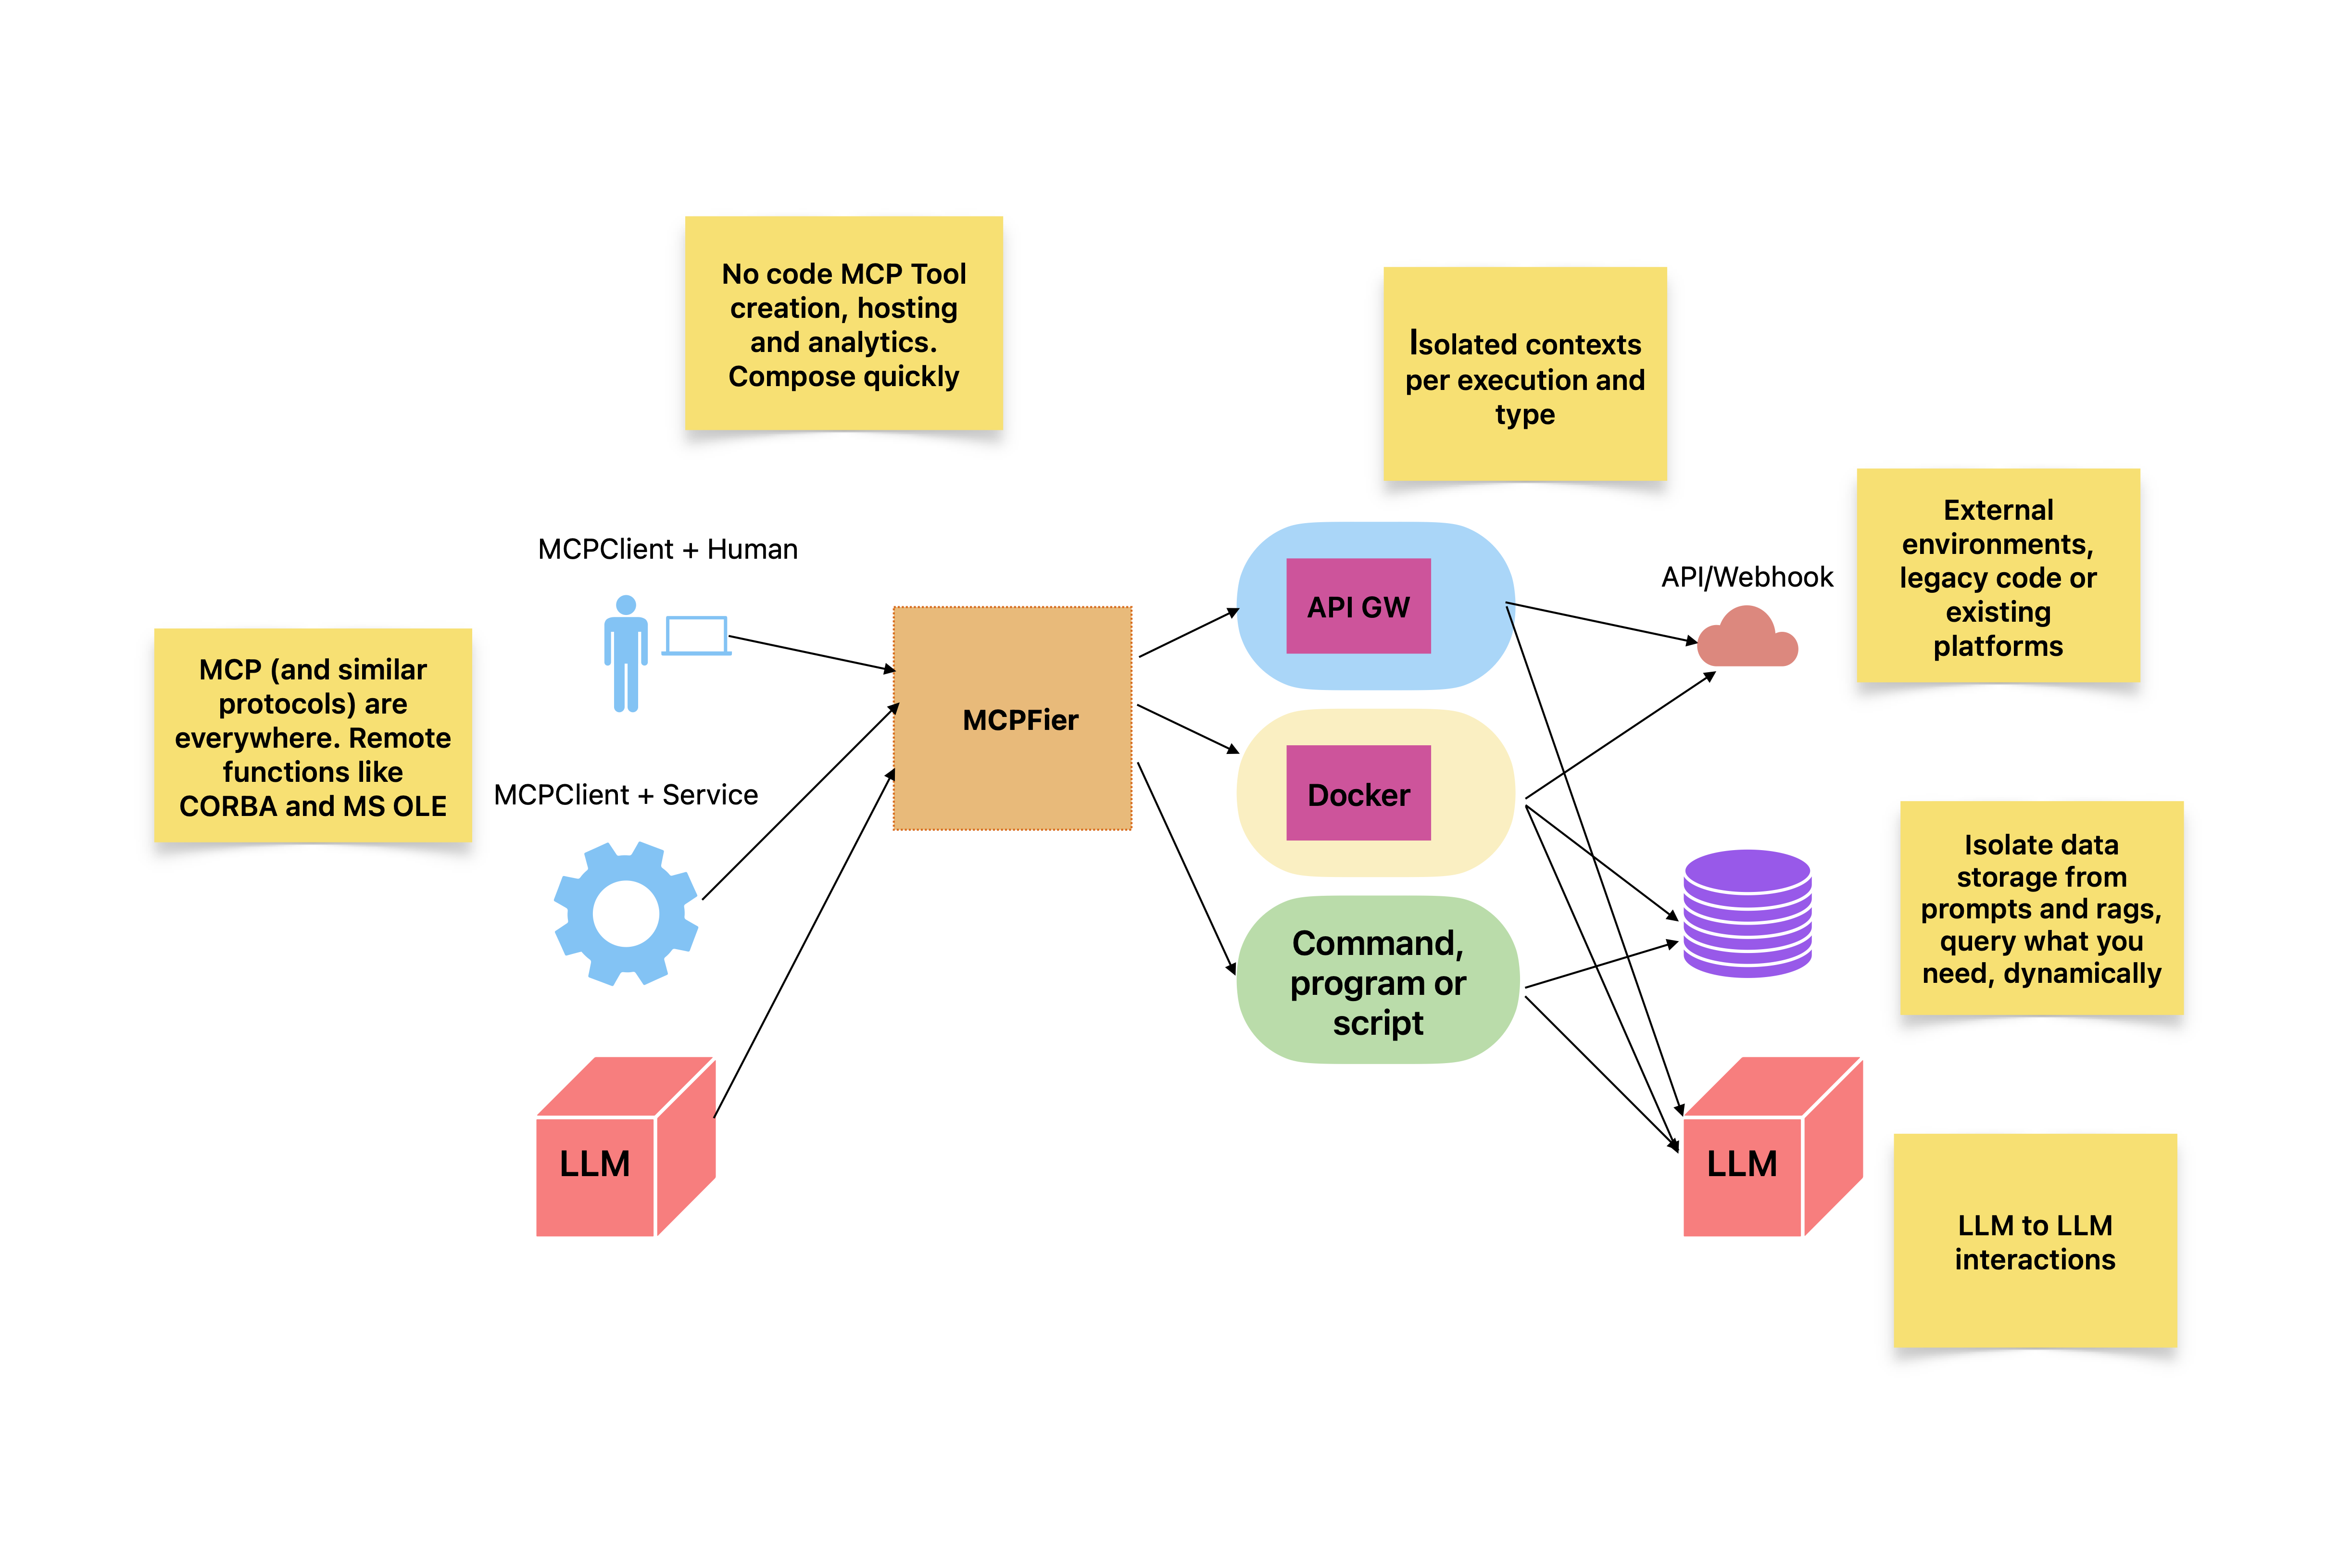 No code MCP Tool
creation, hosting
and analytics.
Compose quickly
Isolated contexts
per execution and
type
External
environments,
legacy code or
existing
platforms
MCPClient + Human
API/Webhook
API GW
MCP (and similar
protocols) are
everywhere. Remote
functions like
CORBA and MS OLE
MCPFier
MCPClient + Service
Docker
Isolate data
storage from
prompts and rags,
query what you
need, dynamically
Command,
program or
script
LLM
LLM
LLM to LLM
interactions